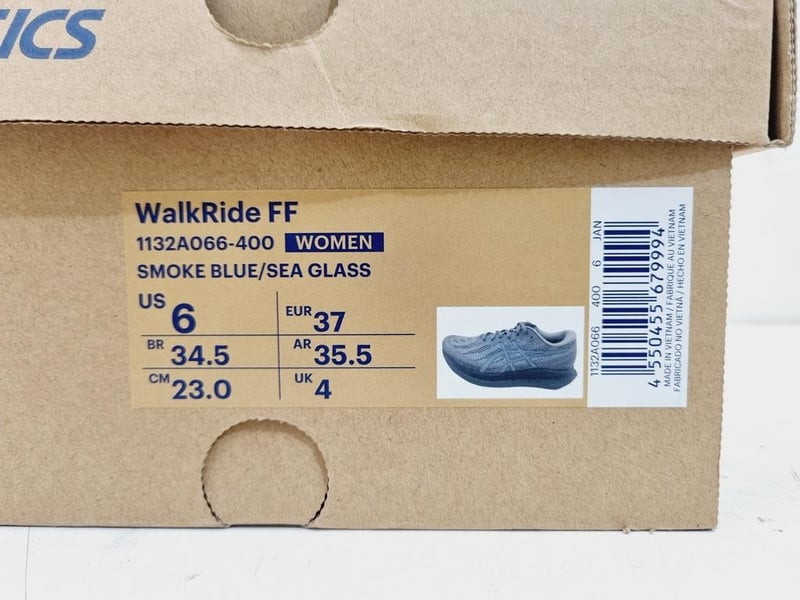 ICS
WalkRide FF
1132A066-400 WOMEN
SMOKE BLUE/SEA GLASS
US 6 EUR 37
BR 34.5 AR 35.5
CM 23.0 UK 4
1132A066 400 6 JAN
4 550455 679994
MADE IN VIETNAM / FABRIQUÉ AU VIETNAM
FABRICADO NO VIETNÃ / HECHO EN VIETNAM